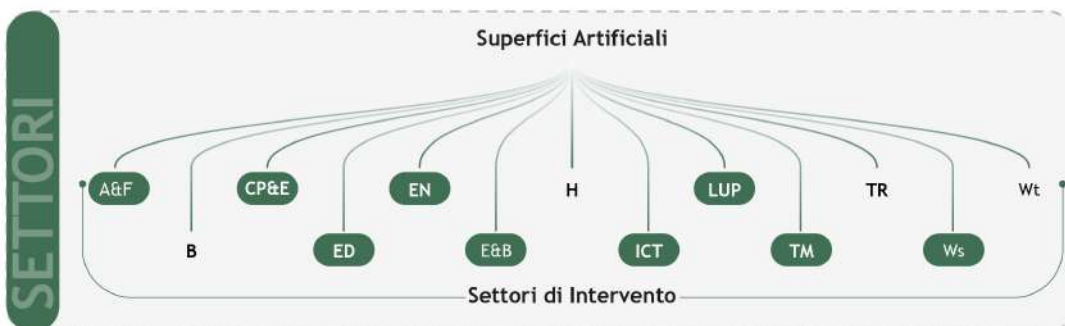 SETTORI
Superfici Artificiali
A&F
CP&E
EN
H
LUP
TR
Wt
B
ED
E&B
ICT
TM
Ws
Settori di Intervento